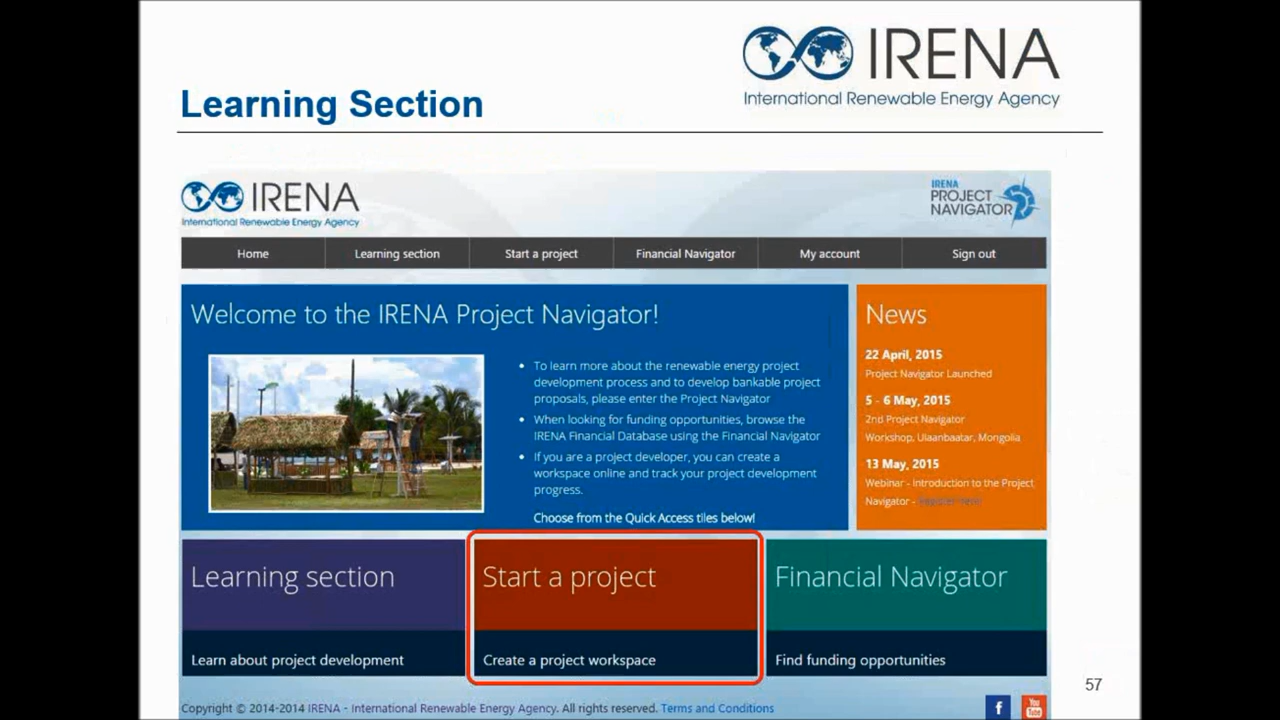 IRENA
International Renewable Energy Agency
Learning Section
IRENA
International Renewable Energy Agency
IRENA
PROJECT
NAVIGATOR
Home
Learning section
Start a project
Financial Navigator
My account
Sign out
Welcome to the IRENA Project Navigator!
• To learn more about the renewable energy project
development process and to develop bankable project
proposals, please enter the Project Navigator
• When looking for funding opportunities, browse the
IRENA Financial Database using the Financial Navigator
• If you are a project developer, you can create a
workspace online and track your project development
progress.
Choose from the Quick Access tiles below!
News
22 April, 2015
Project Navigator Launched
5 - 6 May, 2015
2nd Project Navigator
Workshop, Ulaanbaatar, Mongolia
13 May, 2015
Webinar - Introduction to the Project
Navigator -
Learning section
Learn about project development
Start a project
Create a project workspace
Financial Navigator
Find funding opportunities
57
Copyright © 2014-2014 IRENA - International Renewable Energy Agency. All rights reserved. Terms and Conditions
f
You
Tube